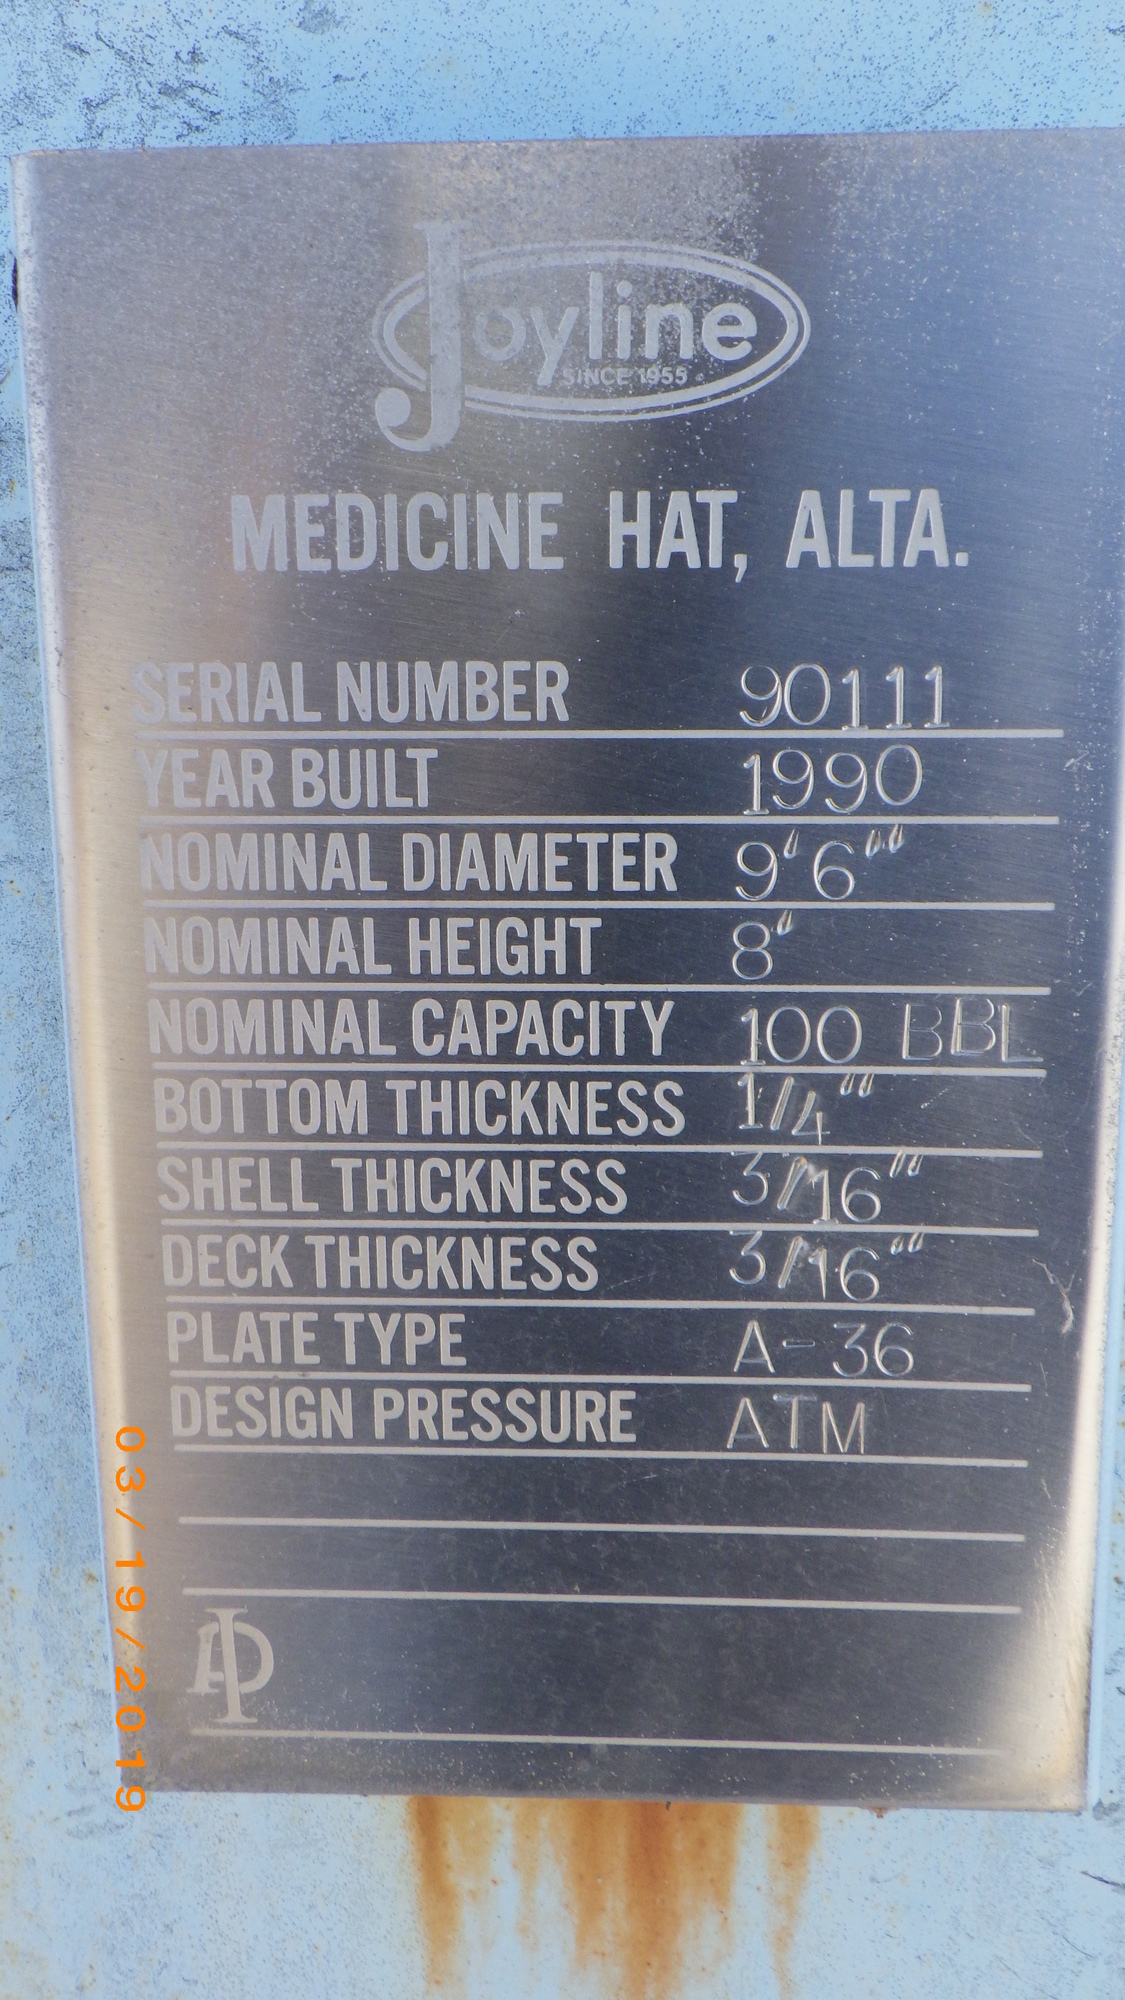 Joyline
SINCE 1955
MEDICINE HAT, ALTA.
SERIAL NUMBER 90111
YEAR BUILT 1990
NOMINAL DIAMETER 9'6"
NOMINAL HEIGHT 8'
NOMINAL CAPACITY 100 BBL
BOTTOM THICKNESS 1/4"
SHELL THICKNESS 3/16"
DECK THICKNESS 3/16"
PLATE TYPE A-36
DESIGN PRESSURE ATM
API
03/19/2019